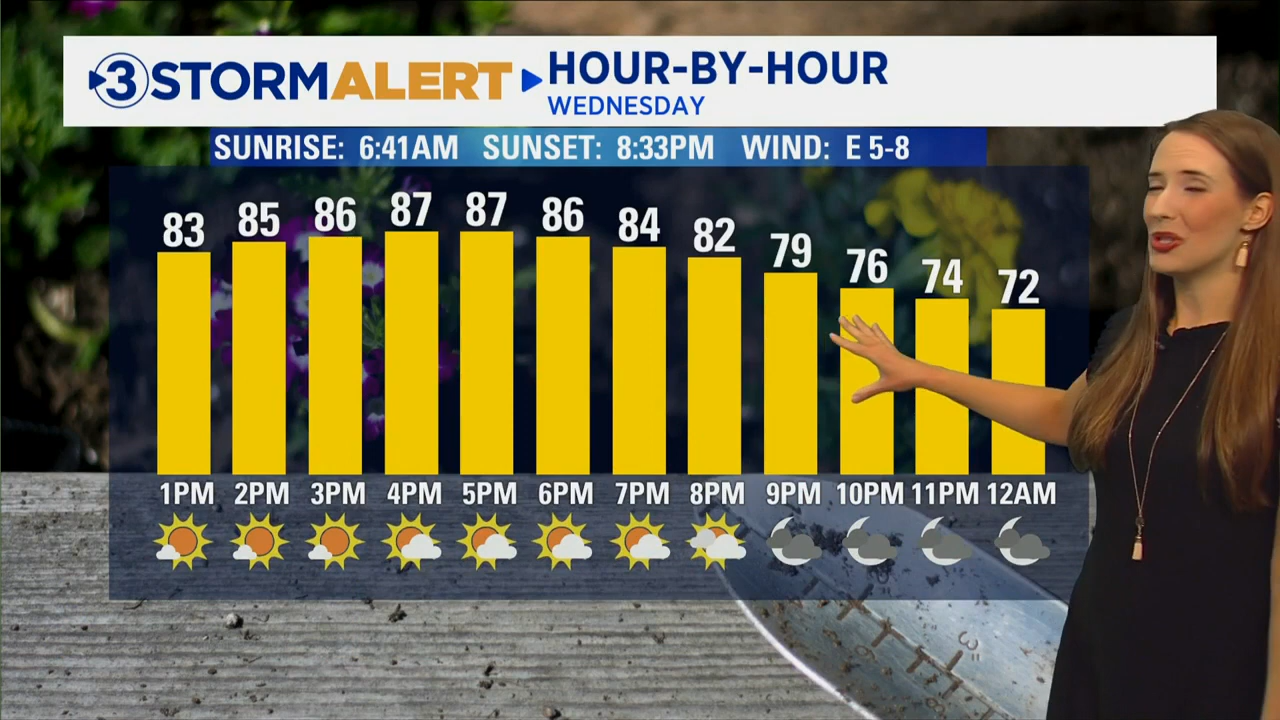 3 STORMALERT HOUR-BY-HOUR
WEDNESDAY
SUNRISE: 6:41AM SUNSET: 8:33PM WIND: E 5-8
83 85 86 87 87 86 84 82 79 76 74 72
1PM 2PM 3PM 4PM 5PM 6PM 7PM 8PM 9PM 10PM 11PM 12AM
3